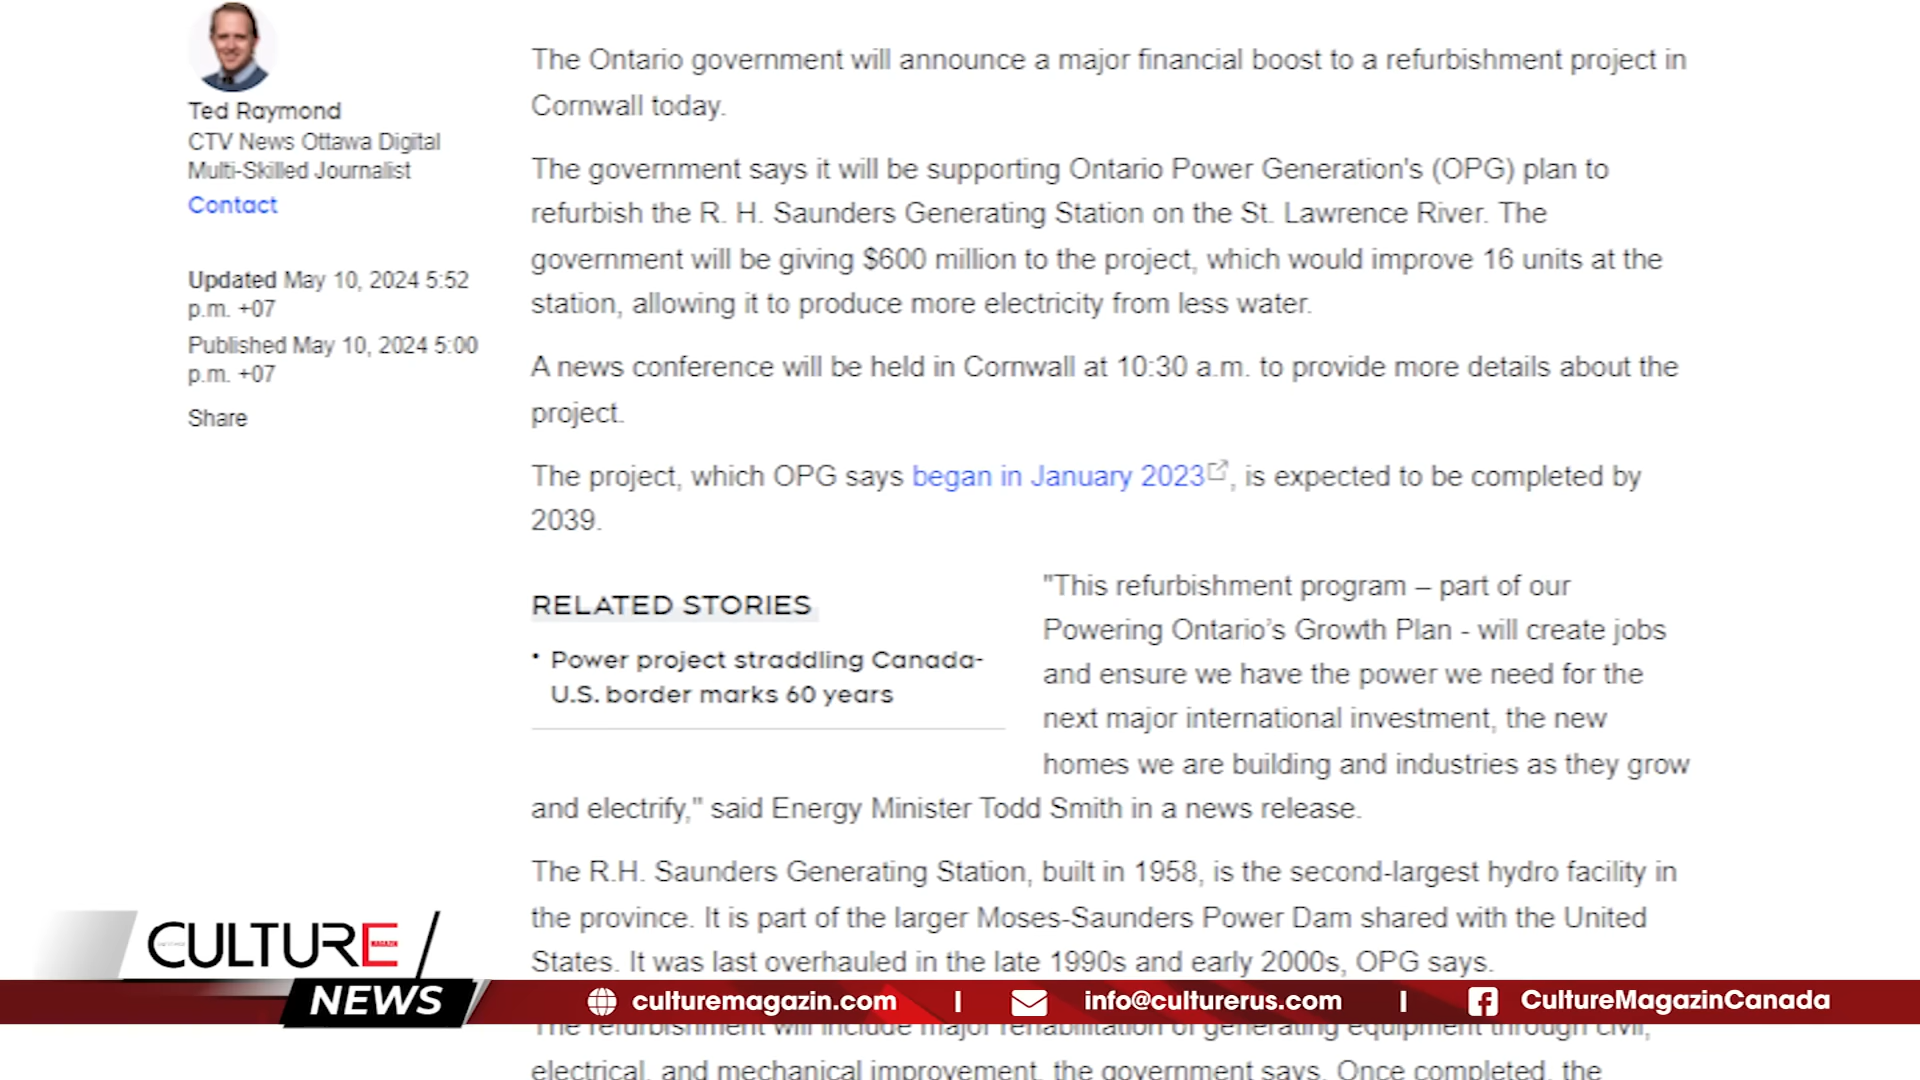 Ted Raymond
CTV News Ottawa Digital
Multi-Skilled Journalist
Contact
Updated May 10, 2024 5:52
p.m. +07
Published May 10, 2024 5:00
p.m. +07
Share
The Ontario government will announce a major financial boost to a refurbishment project in
Cornwall today.
The government says it will be supporting Ontario Power Generation's (OPG) plan to
refurbish the R. H. Saunders Generating Station on the St. Lawrence River. The
government will be giving $600 million to the project, which would improve 16 units at the
station, allowing it to produce more electricity from less water.
A news conference will be held in Cornwall at 10:30 a.m. to provide more details about the
project.
The project, which OPG says began in January 2023, is expected to be completed by
2039.
RELATED STORIES
• Power project straddling Canada-
U.S. border marks 60 years
"This refurbishment program – part of our
Powering Ontario’s Growth Plan - will create jobs
and ensure we have the power we need for the
next major international investment, the new
homes we are building and industries as they grow
and electrify," said Energy Minister Todd Smith in a news release.
The R.H. Saunders Generating Station, built in 1958, is the second-largest hydro facility in
the province. It is part of the larger Moses-Saunders Power Dam shared with the United
States. It was last overhauled in the late 1990s and early 2000s, OPG says.
The refurbishment will include major rehabilitation of generating equipment through civil,
electrical, and mechanical improvement, the government says. Once completed, the
CULTURE
MAGAZIN
NEWS
culturemagazin.com | info@culturerus.com | CultureMagazinCanada